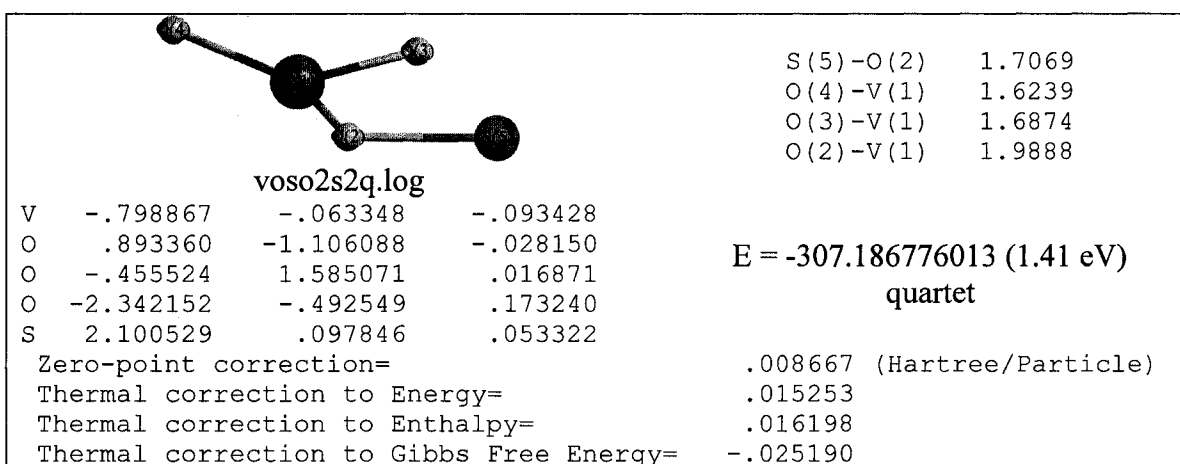 S(5)-O(2) 1.7069
O(4)-V(1) 1.6239
O(3)-V(1) 1.6874
O(2)-V(1) 1.9888
voso2s2q.log
V -.798867 -.063348 -.093428
O .893360 -1.106088 -.028150
O -.455524 1.585071 .016871
O -2.342152 -.492549 .173240
S 2.100529 .097846 .053322
E = -307.186776013 (1.41 eV)
quartet
Zero-point correction= .008667 (Hartree/Particle)
Thermal correction to Energy= .015253
Thermal correction to Enthalpy= .016198
Thermal correction to Gibbs Free Energy= -.025190